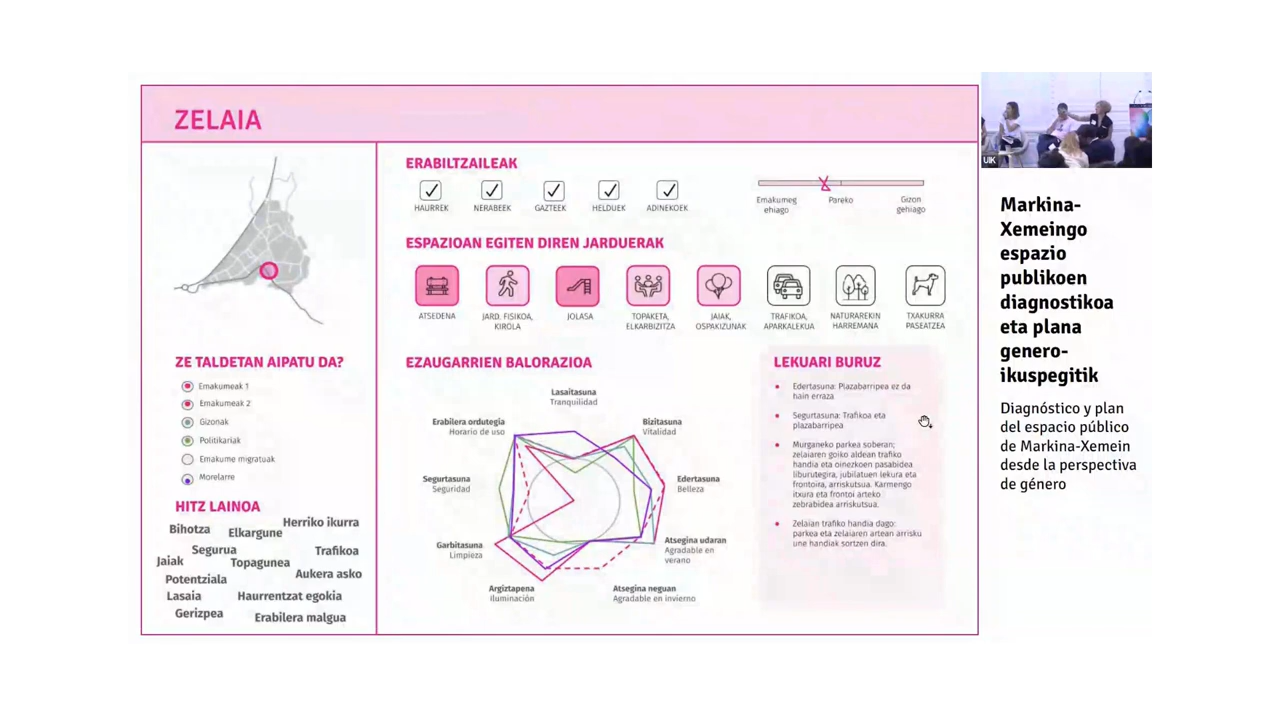 ZELAIA
ZE TALDETAN AIPATU DA?
Emakumeak 1
Emakumeak 2
Gizonak
Politikariak
Emakume migratuak
Morelarre
HITZ LAINOA
Bihotza
Elkargune
Herriko ikurra
Segurua
Trafikoa
Jaiak
Topagunea
Potentziala
Aukera asko
Lasaia
Haurrentzat egokia
Gerizpea
Erabilera malgua
ERABILTZAILEAK
HAURREK
NERABEEK
GAZTEEK
HELDUEK
ADINEKOEK
Emakumeg
ehiago
Pareko
Gizon
gehiago
ESPAZIOAN EGITEN DIREN JARDUERAK
ATSEDENA
JARD. FISIKOA,
KIROLA
JOLASA
TOPAKETA,
ELKARBIZITZA
JAIAK,
OSPAKIZUNAK
TRAFIKOA,
APARKALEKUA
NATURAREKIN
HARREMANA
TXAKURRA
PASEATZEA
EZAUGARRIEN BALORAZIOA
Lasaitasuna
Tranquilidad
Erabilera ordutegia
Horario de uso
Bizitasuna
Vitalidad
Segurtasuna
Seguridad
Edertasuna
Belleza
Garbitasuna
Limpieza
Atsegina udaran
Agradable en
verano
Argiztapena
Iluminación
Atsegina neguan
Agradable en invierno
LEKUARI BURUZ
Edertasuna: Plazabarripea ez da
hain erraza
Segurtasuna: Trafikoa eta
plazabarripea
Murganeko parkea soberan;
zelaiaren goiko aldean trafiko
handia eta oinezkoen pasabidea
liburutegira, jubilatuen lekura eta
frontoira, arriskutsua. Karmengo
itxura eta frontoi arteko
zebrabidea arriskutsua.
Zelaian trafiko handia dago:
parkea eta zelaiaren artean arrisku
une handiak sortzen dira.
UIK
Markina-
Xemeingo
espazio
publikoen
diagnostikoa
eta plana
genero-
ikuspegitik
Diagnóstico y plan
del espacio público
de Markina-Xemein
desde la perspectiva
de género